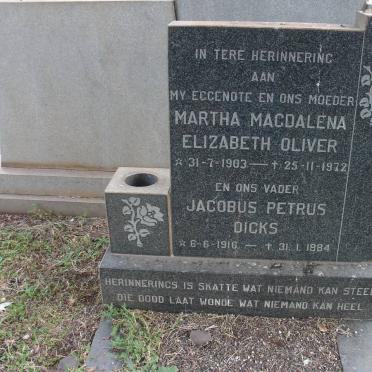 IN TERE HERINNERING
AAN
MY EGGENOTE EN ONS MOEDER
MARTHA MAGDALENA
ELIZABETH OLIVER
☆ 31-7-1903 — † 25-11-1972
EN ONS VADER
JACOBUS PETRUS
DICKS
☆ 6-6-1916 — † 31.1.1984
HERINNERINGS IS SKATTE WAT NIEMAND KAN STEEL
DIE DOOD LAAT WONDE WAT NIEMAND KAN HEEL